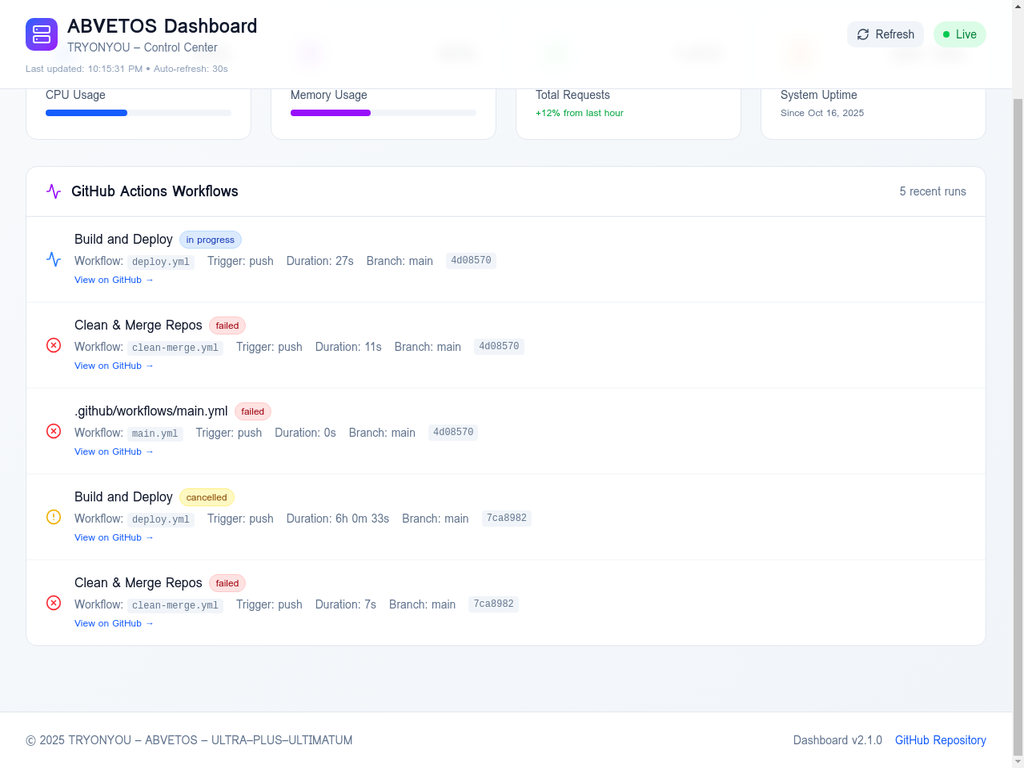 ABVETOS Dashboard
TRYONYOU – Control Center
Last updated: 10:15:31 PM • Auto-refresh: 30s
Refresh
Live
CPU Usage
Memory Usage
Total Requests
+12% from last hour
System Uptime
Since Oct 16, 2025
GitHub Actions Workflows
5 recent runs
Build and Deploy in progress
Workflow: deploy.yml Trigger: push Duration: 27s Branch: main 4d08570
View on GitHub →
Clean & Merge Repos failed
Workflow: clean-merge.yml Trigger: push Duration: 11s Branch: main 4d08570
View on GitHub →
.github/workflows/main.yml failed
Workflow: main.yml Trigger: push Duration: 0s Branch: main 4d08570
View on GitHub →
Build and Deploy cancelled
Workflow: deploy.yml Trigger: push Duration: 6h 0m 33s Branch: main 7ca8982
View on GitHub →
Clean & Merge Repos failed
Workflow: clean-merge.yml Trigger: push Duration: 7s Branch: main 7ca8982
View on GitHub →
© 2025 TRYONYOU – ABVETOS – ULTRA–PLUS–ULTIMATUM
Dashboard v2.1.0 GitHub Repository